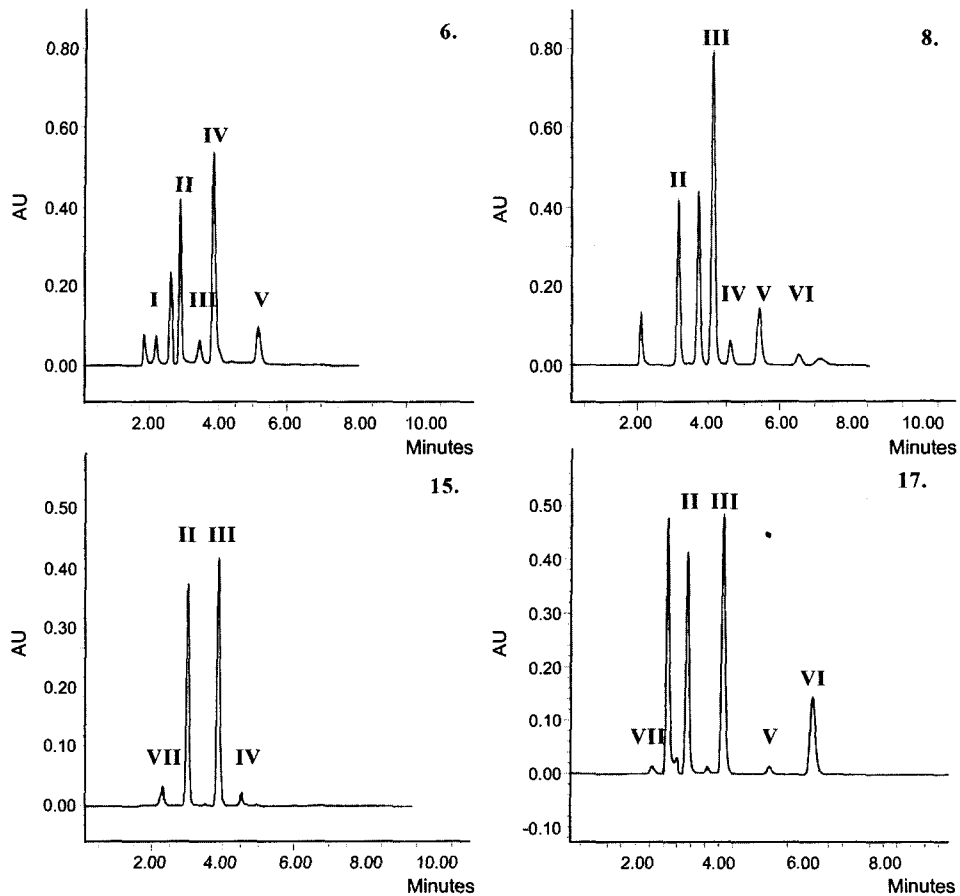 6.
0.80
0.60
0.40
0.20
0.00
AU
I
II
III
IV
V
2.00 4.00 6.00 8.00 10.00
Minutes
8.
0.80
0.60
0.40
0.20
0.00
AU
II
III
IV V VI
2.00 4.00 6.00 8.00 10.00
Minutes
15.
0.50
0.40
0.30
0.20
0.10
0.00
AU
II III
VII IV
2.00 4.00 6.00 8.00 10.00
Minutes
17.
0.50
0.40
0.30
0.20
0.10
0.00
-0.10
AU
II III
VI
VII V
2.00 4.00 6.00 8.00
Minutes